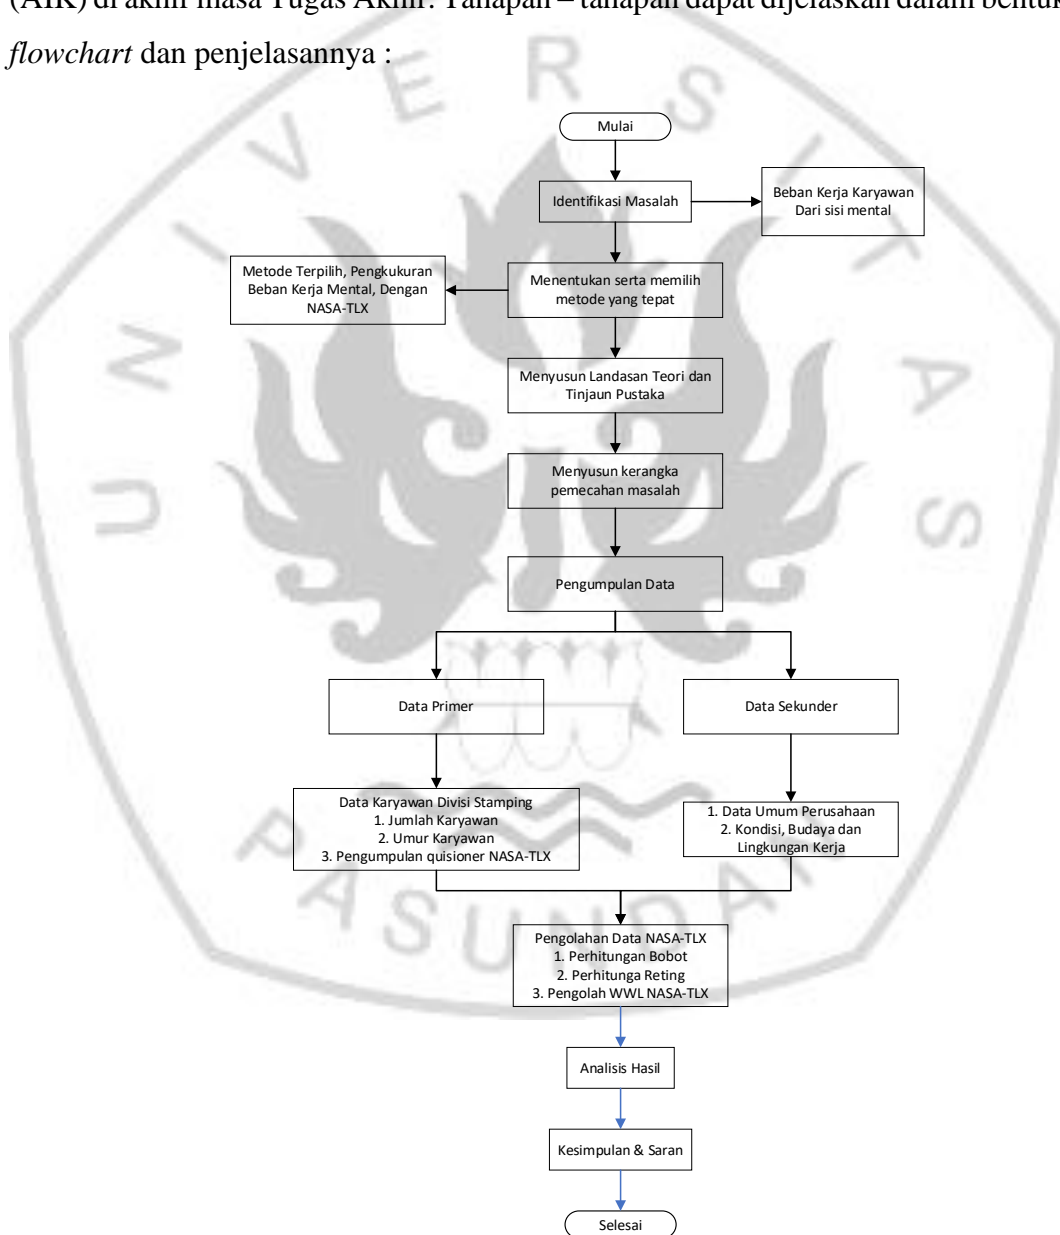 (AIK) di akhir masa Tugas Akhir. Tahapan – tahapan dapat dijelaskan dalam bentuk
flowchart dan penjelasannya :
UNIVERSITAS
Mulai
Identifikasi Masalah
Beban Kerja Karyawan
Dari sisi mental
Menentukan serta memilih
metode yang tepat
Metode Terpilih, Pengkukuran
Beban Kerja Mental, Dengan
NASA-TLX
Menyusun Landasan Teori dan
Tinjaun Pustaka
Menyusun kerangka
pemecahan masalah
Pengumpulan Data
Data Primer
Data Sekunder
Data Karyawan Divisi Stamping
1. Jumlah Karyawan
2. Umur Karyawan
3. Pengumpulan quisioner NASA-TLX
1. Data Umum Perusahaan
2. Kondisi, Budaya dan
Lingkungan Kerja
PASUNDAN
Pengolahan Data NASA-TLX
1. Perhitungan Bobot
2. Perhitunga Reting
3. Pengolah WWL NASA-TLX
Analisis Hasil
Kesimpulan & Saran
Selesai